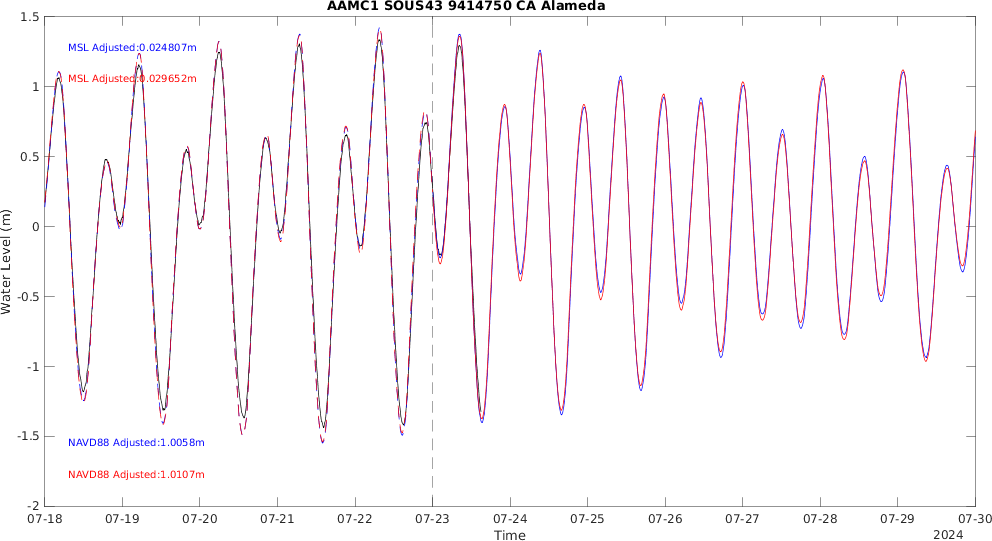 AAMC1 SOUS43 9414750 CA Alameda
1.5
MSL Adjusted:0.024807m
MSL Adjusted:0.029652m
1
0.5
0
Water Level (m)
-0.5
-1
-1.5
NAVD88 Adjusted:1.0058m
NAVD88 Adjusted:1.0107m
-2
07-18 07-19 07-20 07-21 07-22 07-23 07-24 07-25 07-26 07-27 07-28 07-29 07-30
Time
2024